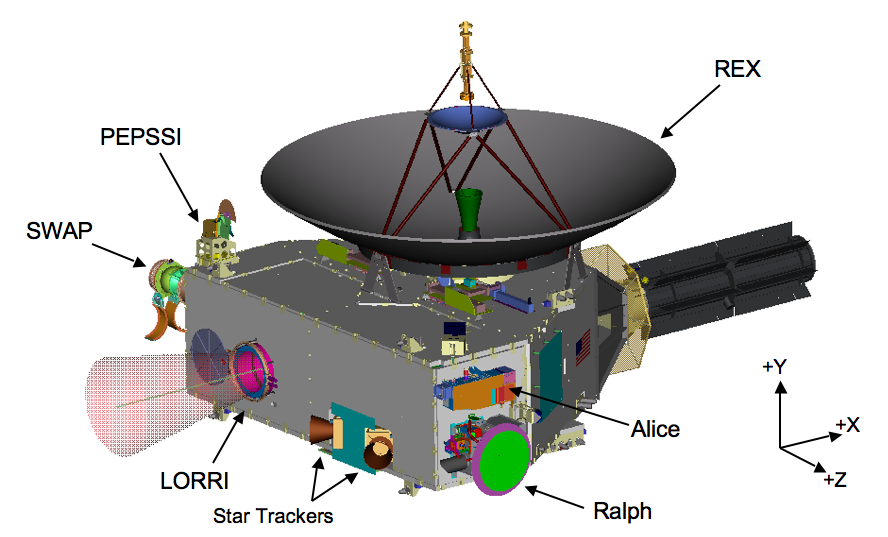 REX
PEPSSI
SWAP
+Y
+X
+Z
Alice
LORRI
Star Trackers
Ralph